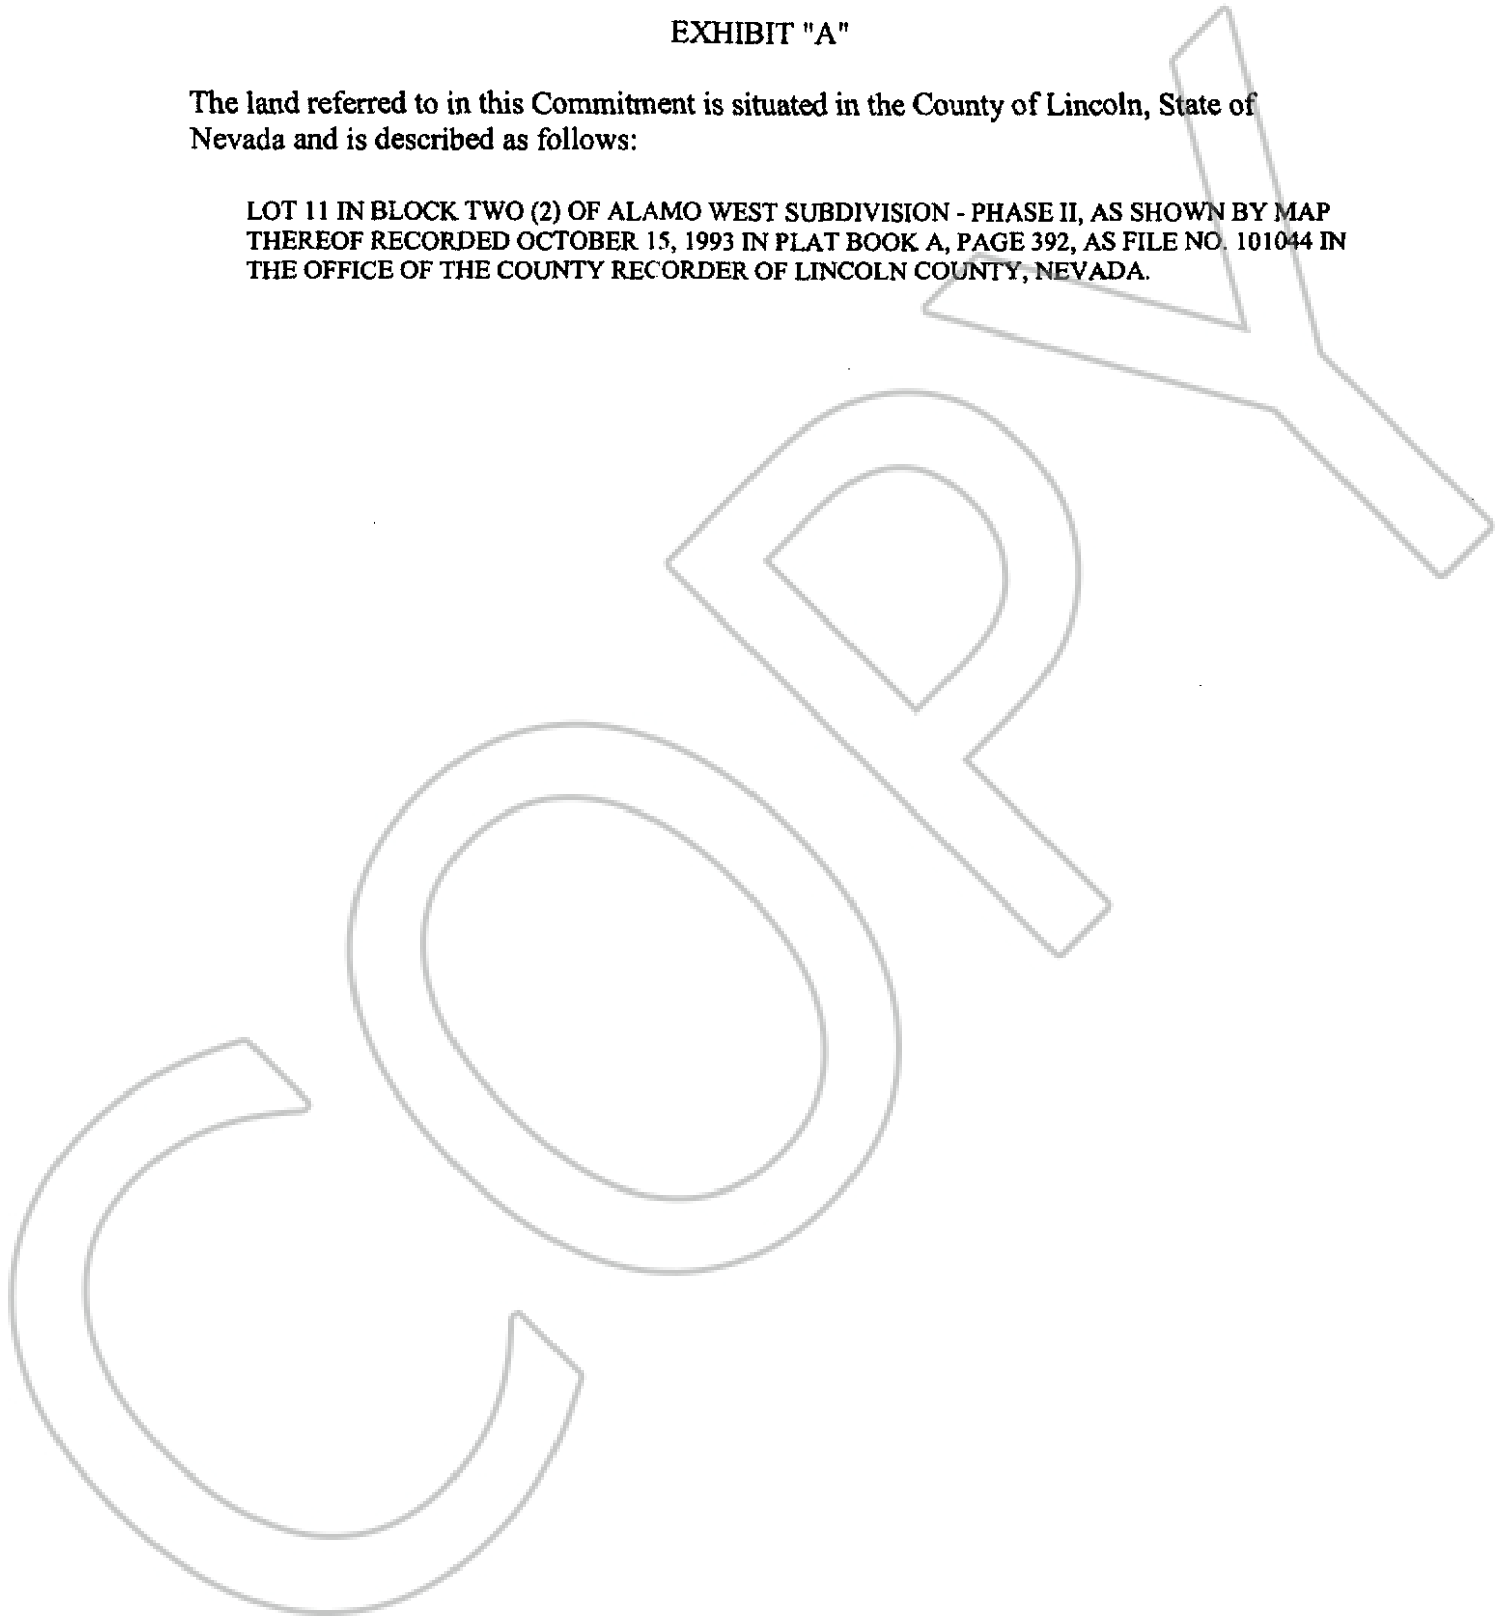 EXHIBIT "A"
The land referred to in this Commitment is situated in the County of Lincoln, State of
Nevada and is described as follows:
LOT 11 IN BLOCK TWO (2) OF ALAMO WEST SUBDIVISION - PHASE II, AS SHOWN BY MAP
THEREOF RECORDED OCTOBER 15, 1993 IN PLAT BOOK A, PAGE 392, AS FILE NO. 101044 IN
THE OFFICE OF THE COUNTY RECORDER OF LINCOLN COUNTY, NEVADA.
COPY